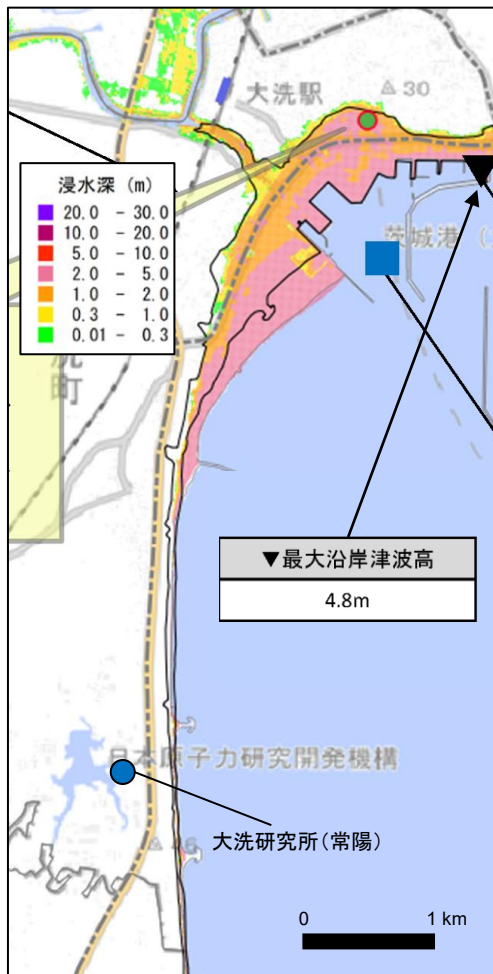 大洗駅
30
浸水深 (m)
20.0 - 30.0
10.0 - 20.0
5.0 - 10.0
2.0 - 5.0
1.0 - 2.0
0.3 - 1.0
0.01 - 0.3
茨城港
町
▼最大沿岸津波高
4.8m
日本原子力研究開発機構
大洗研究所(常陽)
0 1 km